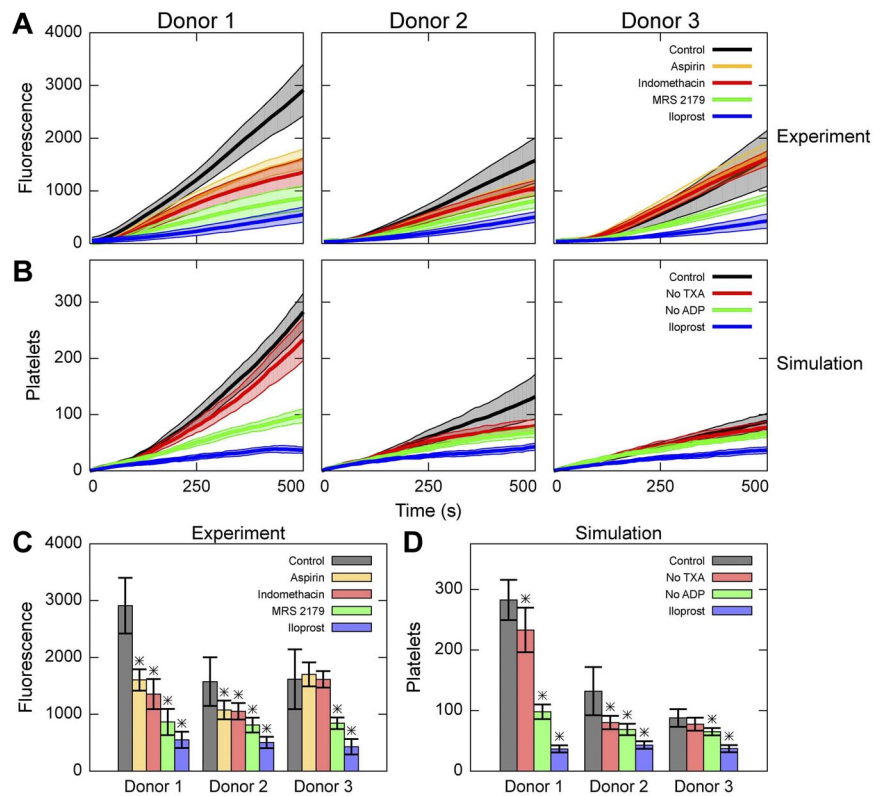 A
Donor 1
Donor 2
Donor 3
4000
3000
2000
1000
0
Fluorescence
Control
Aspirin
Indomethacin
MRS 2179
Iloprost
Experiment
B
300
200
100
0
Platelets
Control
No TXA
No ADP
Iloprost
Simulation
0 250 500
0 250 500
0 250 500
Time (s)
C
Experiment
4000
3000
2000
1000
0
Fluorescence
Control
Aspirin
Indomethacin
MRS 2179
Iloprost
Donor 1 Donor 2 Donor 3
D
Simulation
300
200
100
0
Platelets
Control
No TXA
No ADP
Iloprost
Donor 1 Donor 2 Donor 3